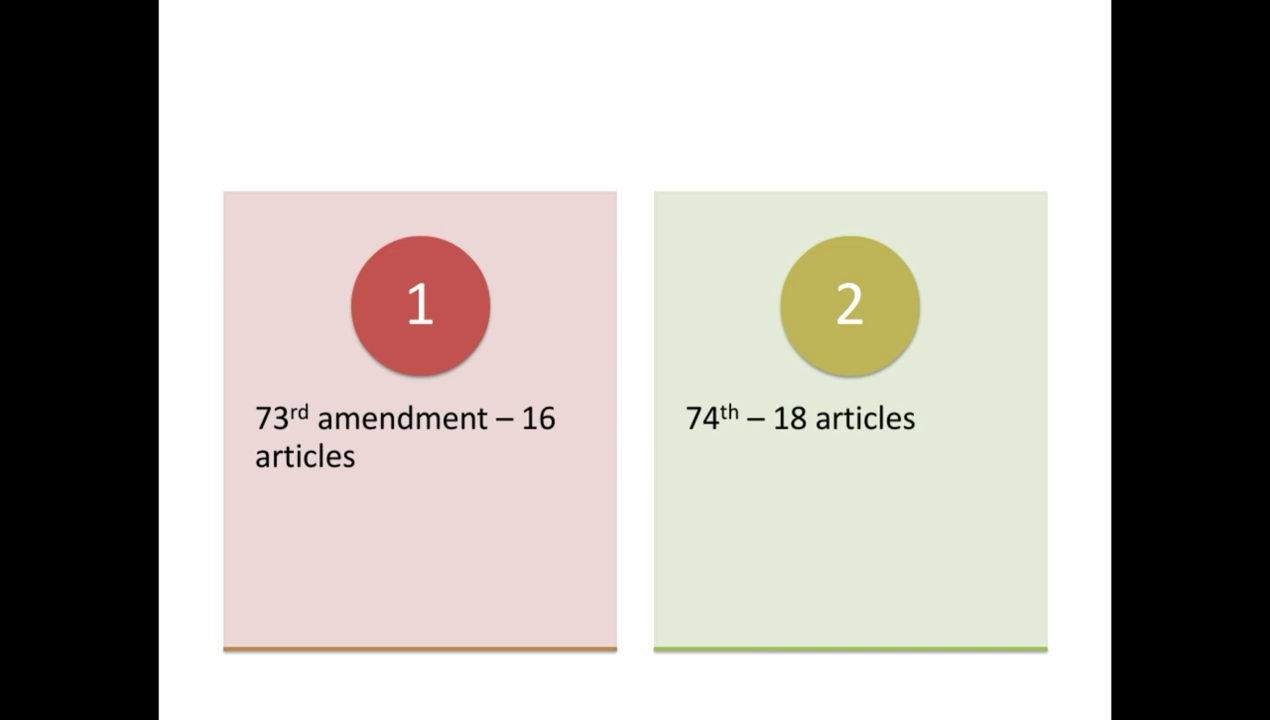 1
73rd amendment – 16
articles
2
74th – 18 articles